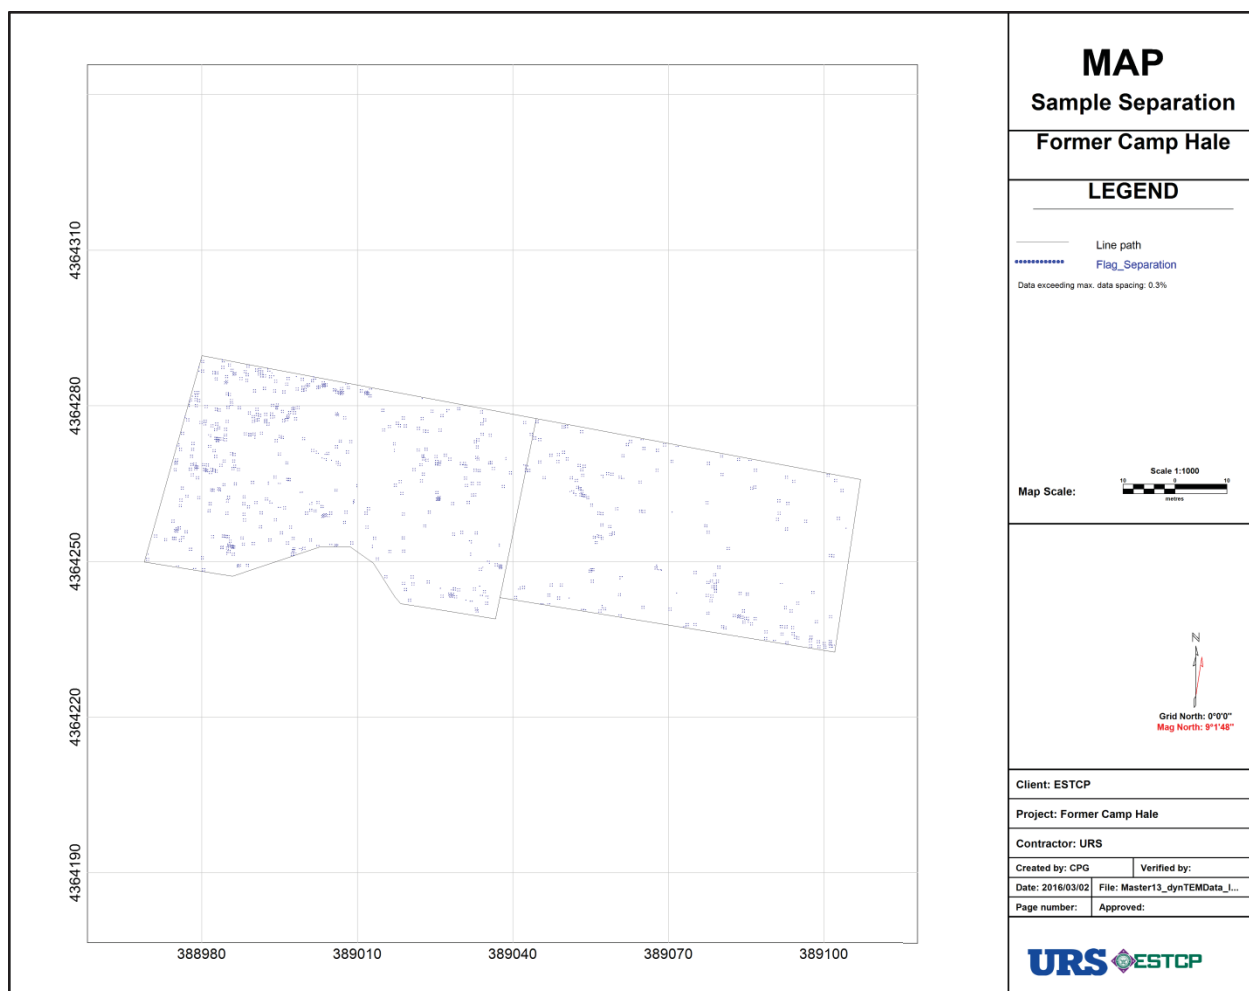 MAP
Sample Separation
Former Camp Hale
LEGEND
Line path
Flag_Separation
Data exceeding max. data spacing: 0.3%
Scale 1:1000
Map Scale:
10 0 10
metres
N
Grid North: 0°0'0"
Mag North: 9°1'48"
Client: ESTCP
Project: Former Camp Hale
Contractor: URS
Created by: CPG Verified by:
Date: 2016/03/02 File: Master13_dynTEMData_I...
Page number: Approved:
URS ESTCP
4364310
4364280
4364250
4364220
4364190
388980 389010 389040 389070 389100